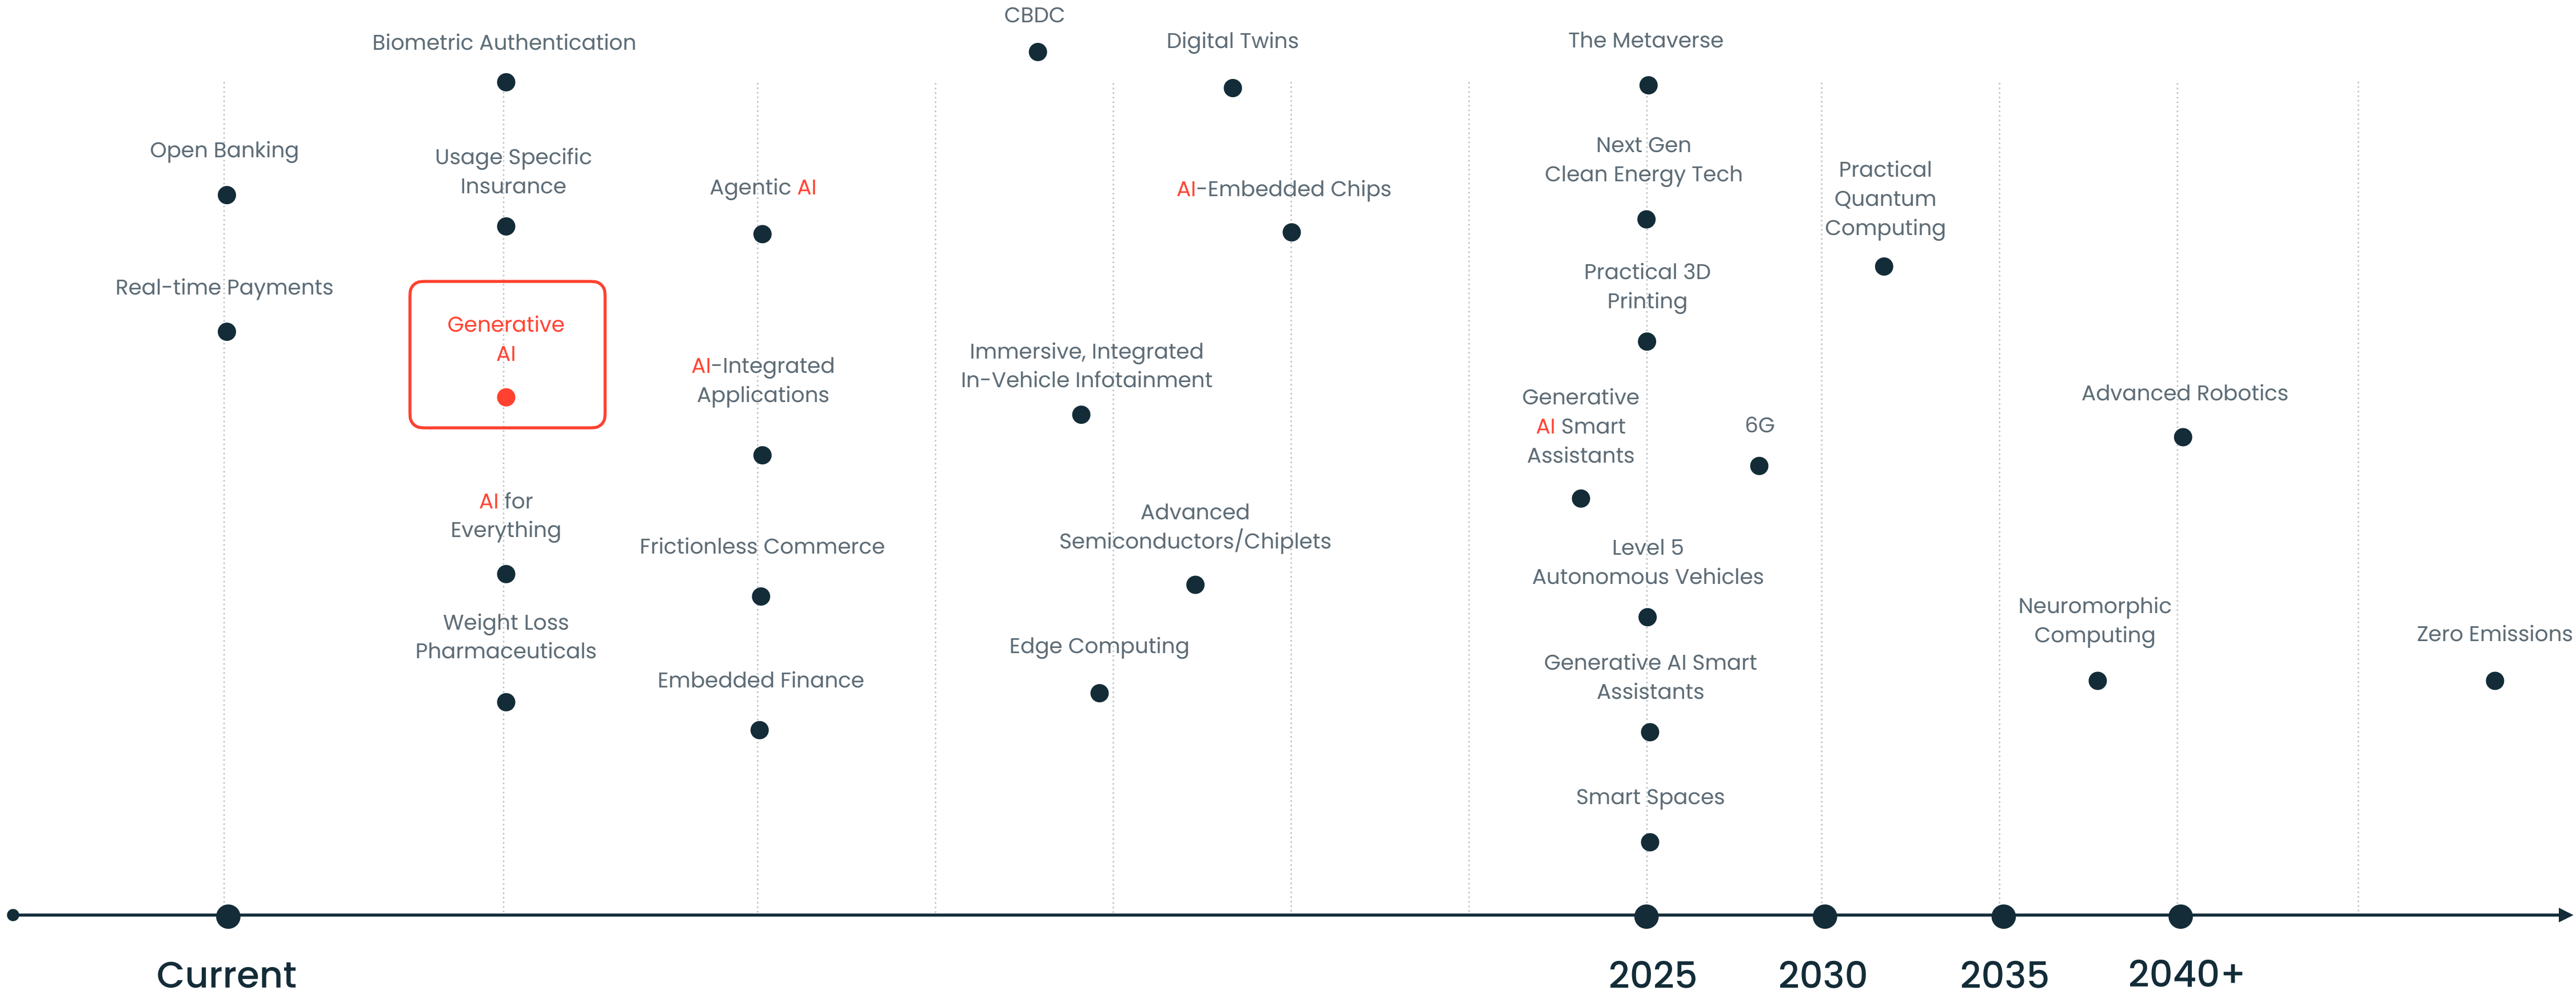 CBDC
Biometric Authentication
Digital Twins
The Metaverse
Open Banking
Usage Specific
Insurance
Agentic AI
AI-Embedded Chips
Next Gen
Clean Energy Tech
Practical
Quantum
Computing
Real-time Payments
Generative
AI
Practical 3D
Printing
AI-Integrated
Applications
Immersive, Integrated
In-Vehicle Infotainment
Generative
AI Smart
Assistants
6G
Advanced Robotics
AI for
Everything
Frictionless Commerce
Advanced
Semiconductors/Chiplets
Level 5
Autonomous Vehicles
Weight Loss
Pharmaceuticals
Edge Computing
Neuromorphic
Computing
Zero Emissions
Embedded Finance
Generative AI Smart
Assistants
Smart Spaces
Current
2025
2030
2035
2040+